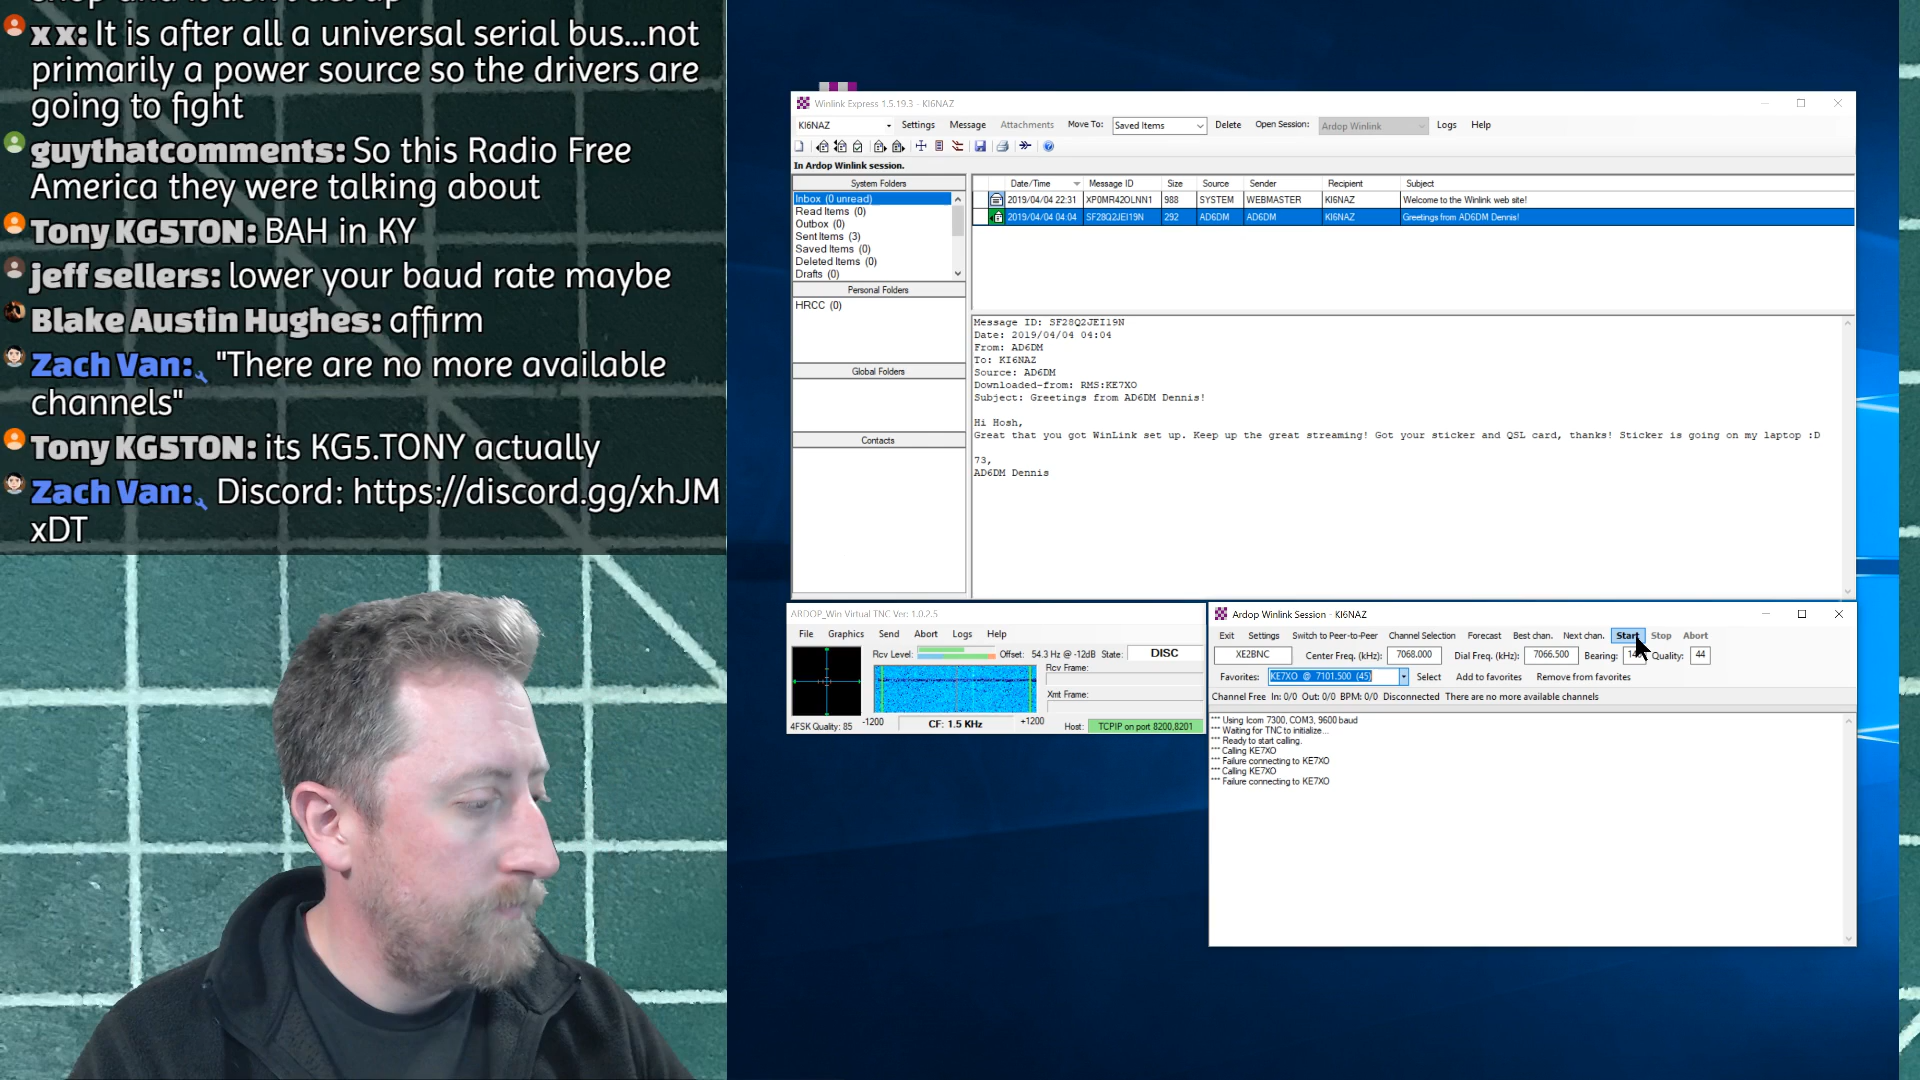 x x: It is after all a universal serial bus...not
primarily a power source so the drivers are
going to fight
guythatcomments: So this Radio Free
America they were talking about
Tony KG5TON: BAH in KY
jeff sellers: lower your baud rate maybe
Blake Austin Hughes: affirm
Zach Van: "There are no more available
channels"
Tony KG5TON: its KG5.TONY actually
Zach Van: Discord: https://discord.gg/xhJM
xDT
Winlink Express 1.5.19.3 - KI6NAZ
KI6NAZ Settings Message Attachments Move To: Saved Items Delete Open Session: Ardop Winlink Logs Help
In Ardop Winlink session.
System Folders
Inbox (0 unread)
Read Items (0)
Outbox (0)
Sent Items (3)
Saved Items (0)
Deleted Items (0)
Drafts (0)
Personal Folders
HRCC (0)
Global Folders
Contacts
Date/Time Message ID Size Source Sender Recipient Subject
2019/04/04 22:31 XP0MR42OLNN1 988 SYSTEM WEBMASTER KI6NAZ Welcome to the Winlink web site!
2019/04/04 04:04 SF28Q2JEI19N 292 AD6DM AD6DM KI6NAZ Greetings from AD6DM Dennis!
Message ID: SF28Q2JEI19N
Date: 2019/04/04 04:04
From: AD6DM
To: KI6NAZ
Source: AD6DM
Downloaded-from: RMS:KE7XO
Subject: Greetings from AD6DM Dennis!
Hi Hosh,
Great that you got WinLink set up. Keep up the great streaming! Got your sticker and QSL card, thanks! Sticker is going on my laptop :D
73,
AD6DM Dennis
ARDOP_Win Virtual TNC Ver: 1.0.2.5
File Graphics Send Abort Logs Help
Rcv Level: Offset: 54.3 Hz @ -12dB State: DISC
Rcv Frame:
Xmt Frame:
4FSK Quality: 85 -1200 CF: 1.5 KHz +1200 Host: TCPIP on port 8200,8201
Ardop Winlink Session - KI6NAZ
Exit Settings Switch to Peer-to-Peer Channel Selection Forecast Best chan. Next chan. Start Stop Abort
XE2BNC Center Freq. (kHz): 7068.000 Dial Freq. (kHz): 7066.500 Bearing: Quality: 44
Favorites: KE7XO @ 7101.500 (45) Select Add to favorites Remove from favorites
Channel Free In: 0/0 Out: 0/0 BPM: 0/0 Disconnected There are no more available channels
*** Using Icom 7300, COM3, 9600 baud
*** Waiting for TNC to initialize...
*** Ready to start calling.
*** Calling KE7XO
*** Failure connecting to KE7XO
*** Calling KE7XO
*** Failure connecting to KE7XO